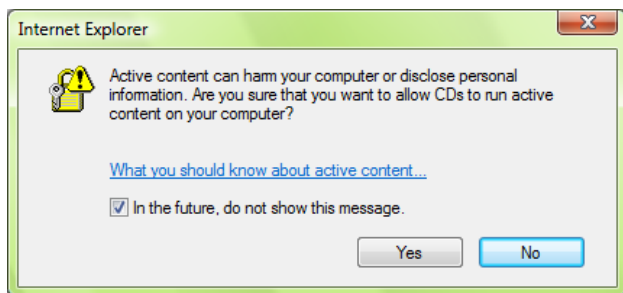 Internet Explorer
Active content can harm your computer or disclose personal
information. Are you sure that you want to allow CDs to run active
content on your computer?
What you should know about active content...
In the future, do not show this message.
Yes No